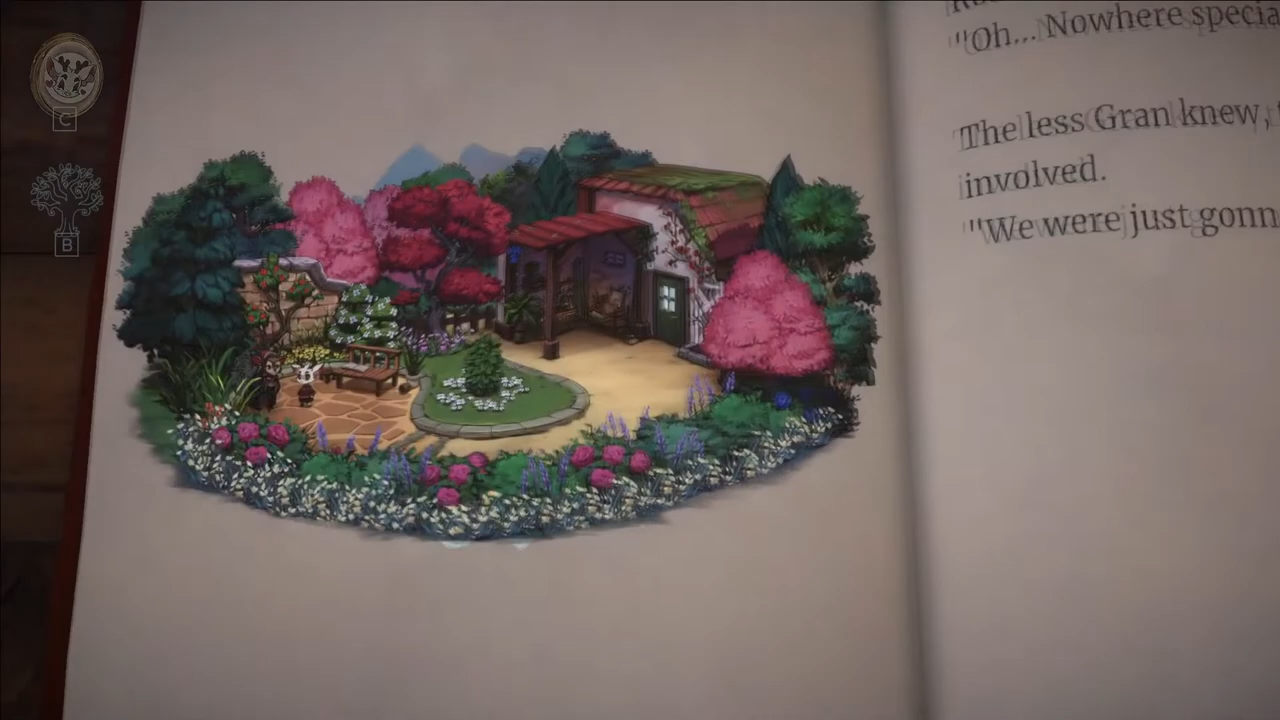 C
B
"Oh... Nowhere specia
The less Gran knew,
involved.
"We were just gonn